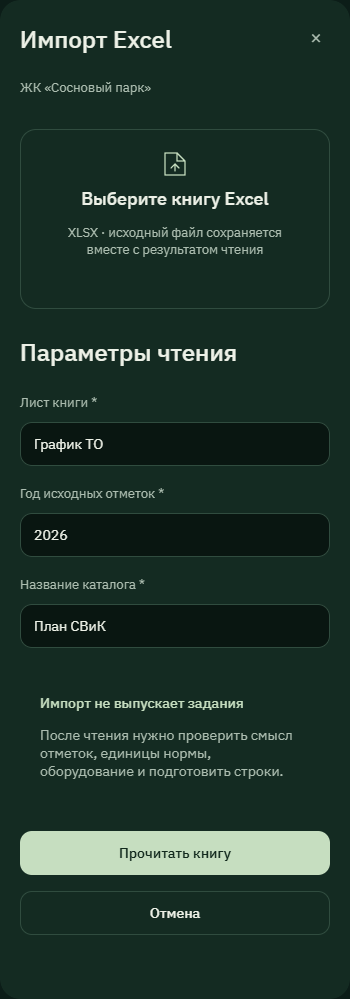 Импорт Excel
×
ЖК «Сосновый парк»
Выберите книгу Excel
XLSX · исходный файл сохраняется
вместе с результатом чтения
Параметры чтения
Лист книги *
График ТО
Год исходных отметок *
2026
Название каталога *
План СВиК
Импорт не выпускает задания
После чтения нужно проверить смысл
отметок, единицы нормы,
оборудование и подготовить строки.
Прочитать книгу
Отмена